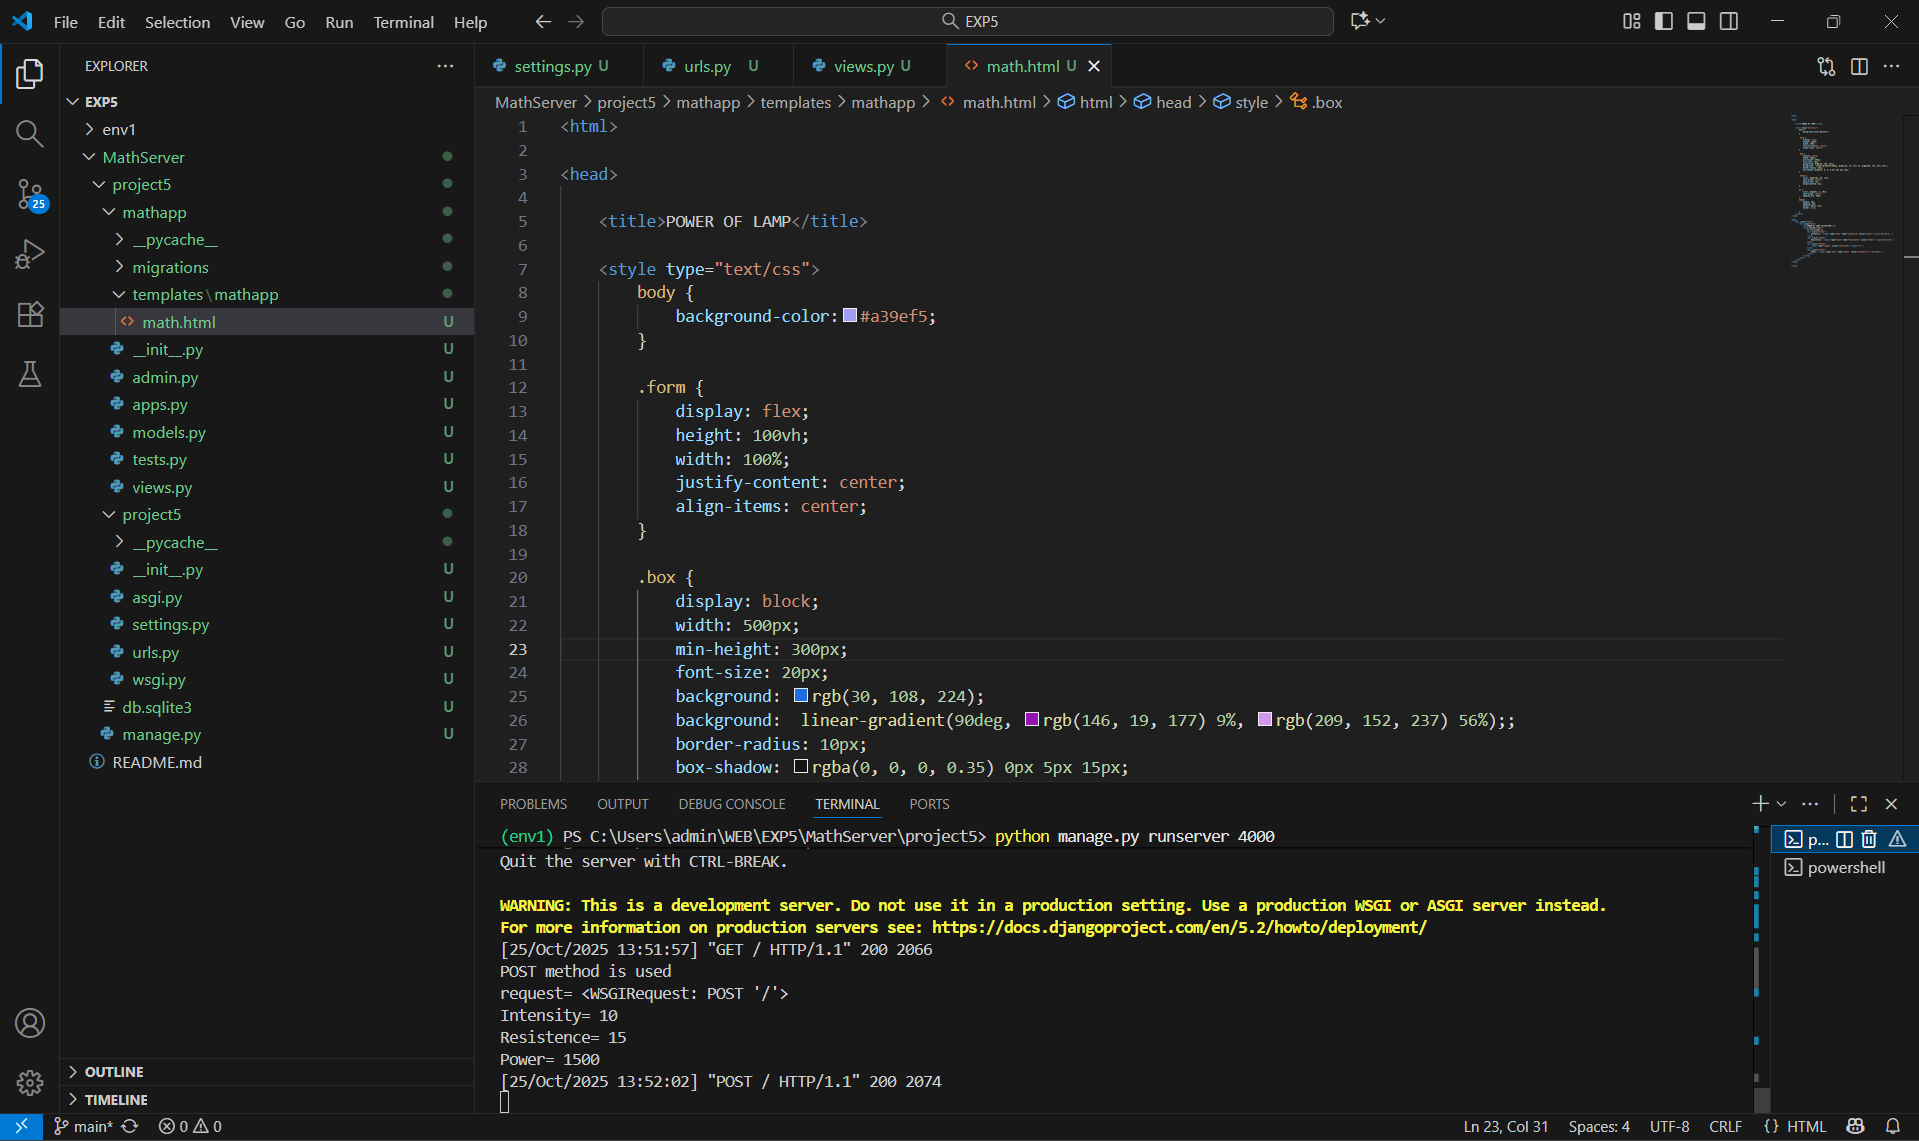 File Edit Selection View Go Run Terminal Help
EXP5
EXPLORER
EXP5
env1
MathServer
project5
mathapp
__pycache__
migrations
templates\mathapp
math.html U
__init__.py U
admin.py U
apps.py U
models.py U
tests.py U
views.py U
project5
__pycache__
__init__.py U
asgi.py U
settings.py U
urls.py U
wsgi.py U
db.sqlite3 U
manage.py U
README.md
OUTLINE
TIMELINE
25
settings.py U urls.py U views.py U math.html U
MathServer > project5 > mathapp > templates > mathapp > math.html > html > head > style > .box
1 <html>
2
3 <head>
4
5 <title>POWER OF LAMP</title>
6
7 <style type="text/css">
8 body {
9 background-color: #a39ef5;
10 }
11
12 .form {
13 display: flex;
14 height: 100vh;
15 width: 100%;
16 justify-content: center;
17 align-items: center;
18 }
19
20 .box {
21 display: block;
22 width: 500px;
23 min-height: 300px;
24 font-size: 20px;
25 background: rgb(30, 108, 224);
26 background: linear-gradient(90deg, rgb(146, 19, 177) 9%, rgb(209, 152, 237) 56%);;
27 border-radius: 10px;
28 box-shadow: rgba(0, 0, 0, 0.35) 0px 5px 15px;
PROBLEMS OUTPUT DEBUG CONSOLE TERMINAL PORTS
(env1) PS C:\Users\admin\WEB\EXP5\MathServer\project5> python manage.py runserver 4000
Quit the server with CTRL-BREAK.
WARNING: This is a development server. Do not use it in a production setting. Use a production WSGI or ASGI server instead.
For more information on production servers see: https://docs.djangoproject.com/en/5.2/howto/deployment/
[25/Oct/2025 13:51:57] "GET / HTTP/1.1" 200 2066
POST method is used
request= <WSGIRequest: POST '/'>
Intensity= 10
Resistence= 15
Power= 1500
[25/Oct/2025 13:52:02] "POST / HTTP/1.1" 200 2074
p...
powershell
main* 0 0 Ln 23, Col 31 Spaces: 4 UTF-8 CRLF {} HTML